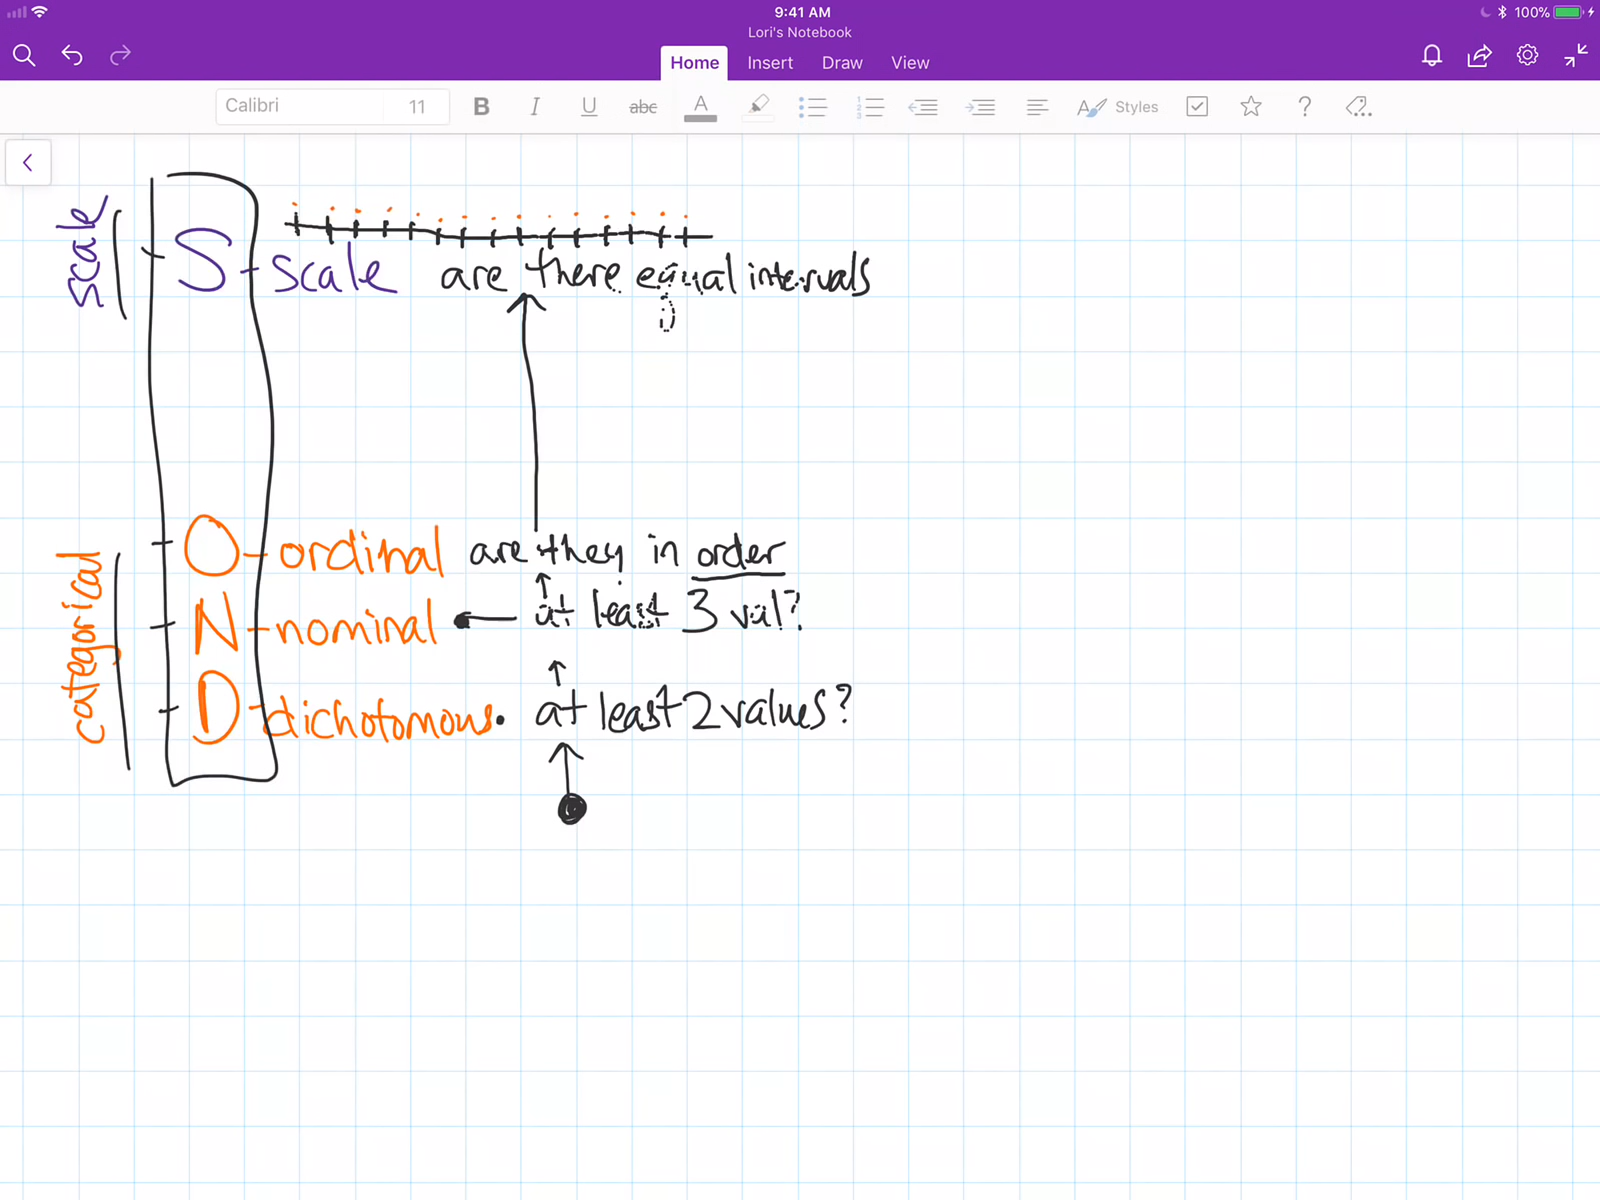 9:41 AM
100%
Lori's Notebook
Home Insert Draw View
Calibri 11 B I U abc A Styles
scale
S - scale are there equal intervals
categorical
O - ordinal are they in order
N - nominal at least 3 val?
D - dichotomous. at least 2 values?